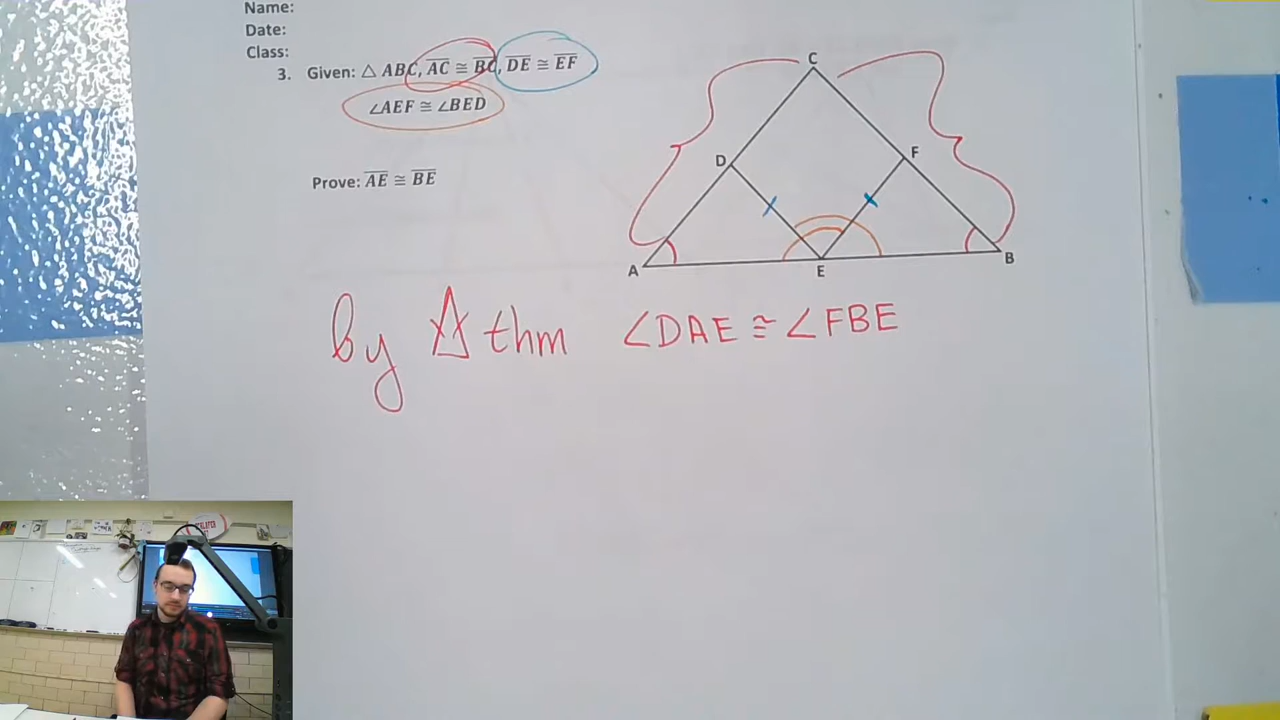 Name:
Date:
Class:
3. Given: △ ABC, AC ≅ BC, DE ≅ EF
∠AEF ≅ ∠BED
Prove: AE ≅ BE
C
D
F
A
E
B
By △ thm ∠DAE ≅ ∠FBE